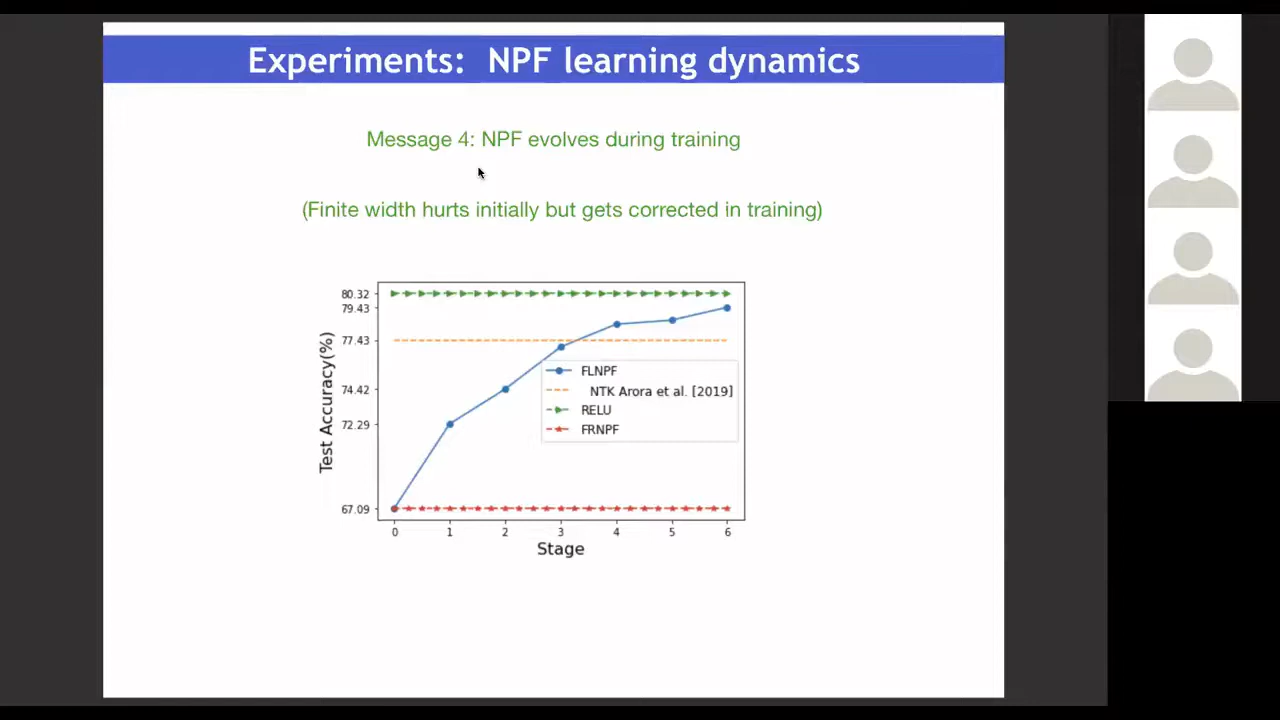 Experiments: NPF learning dynamics
Message 4: NPF evolves during training
(Finite width hurts initially but gets corrected in training)
80.32
79.43
77.43
74.42
72.29
67.09
Test Accuracy(%)
FLNPF
NTK Arora et al. [2019]
RELU
FRNPF
0 1 2 3 4 5 6
Stage